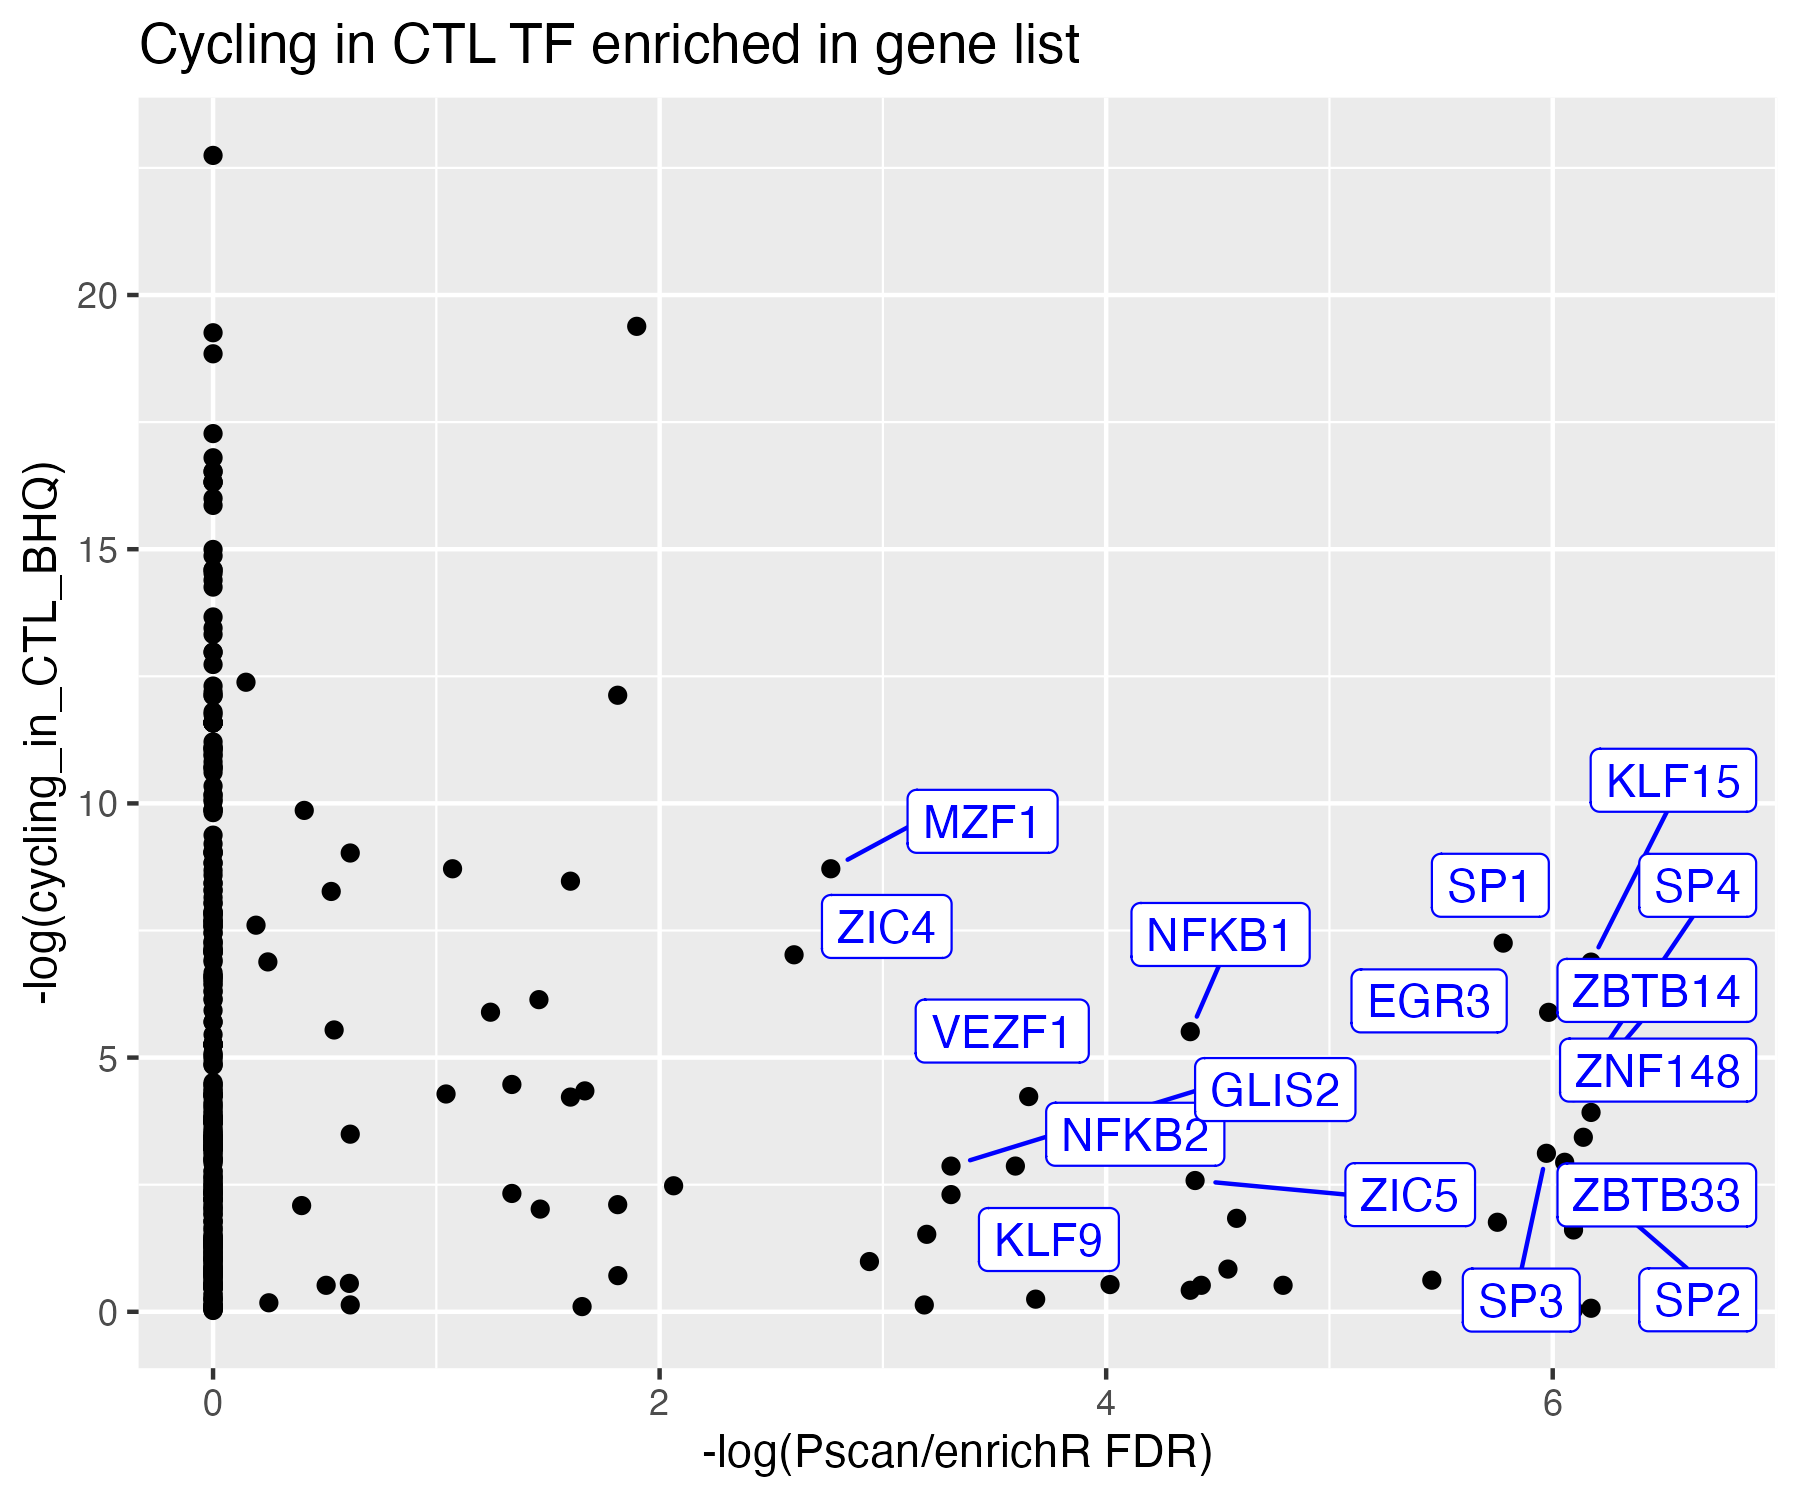 Cycling in CTL TF enriched in gene list
-log(cycling_in_CTL_BHQ)
20
15
10
5
0
KLF15
MZF1
SP1
SP4
ZIC4
NFKB1
EGR3
ZBTB14
VEZF1
ZNF148
GLIS2
NFKB2
ZIC5
ZBTB33
KLF9
SP3
SP2
0
2
4
6
-log(Pscan/enrichR FDR)